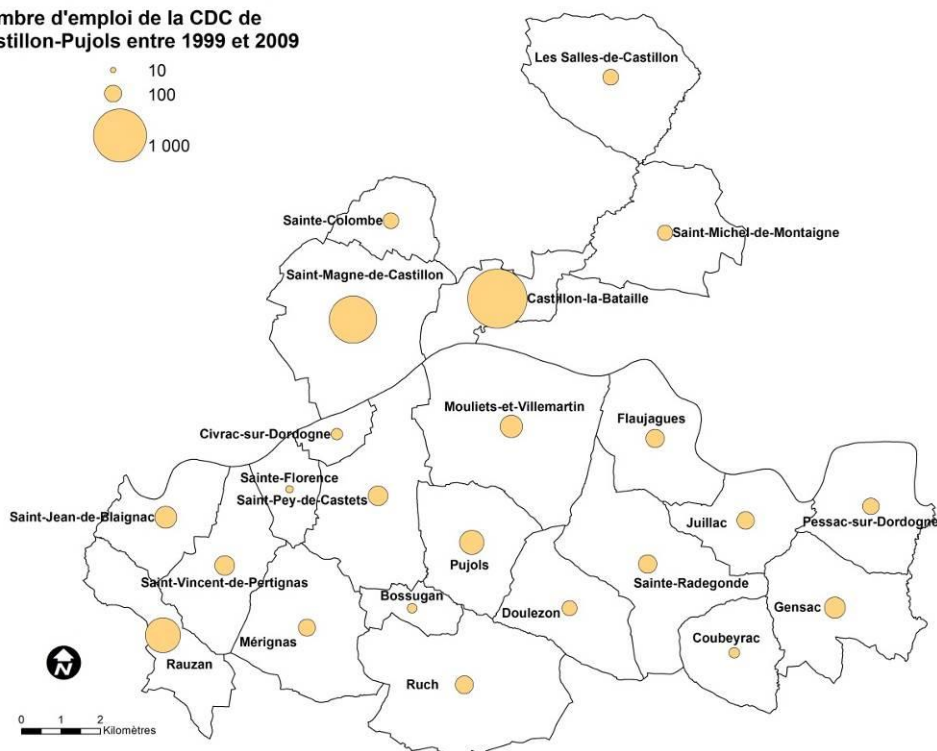 mbre d'emploi de la CDC de
stillon-Pujols entre 1999 et 2009
10
100
1 000
Les Salles-de-Castillon
Sainte-Colombe
Saint-Michel-de-Montaigne
Saint-Magne-de-Castillon
Castillon-la-Bataille
Mouliets-et-Villemartin
Flaujagues
Civrac-sur-Dordogne
Sainte-Florence
Saint-Pey-de-Castets
Saint-Jean-de-Blaignac
Juillac
Pessac-sur-Dordogne
Pujols
Saint-Vincent-de-Pertignas
Sainte-Radegonde
Bossugan
Doulezon
Gensac
Mérignas
Coubeyrac
Rauzan
Ruch
N
0 1 2
Kilomètres